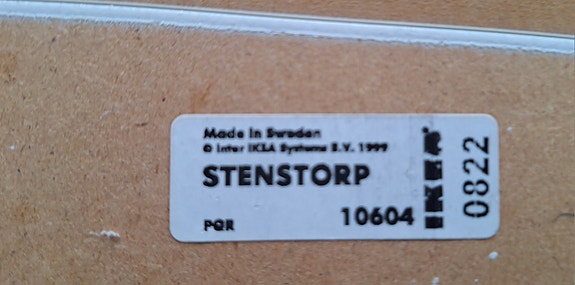 Made in Sweden
© Inter IKEA Systems B.V. 1999
STENSTORP
PQR
10604
IKEA
0822